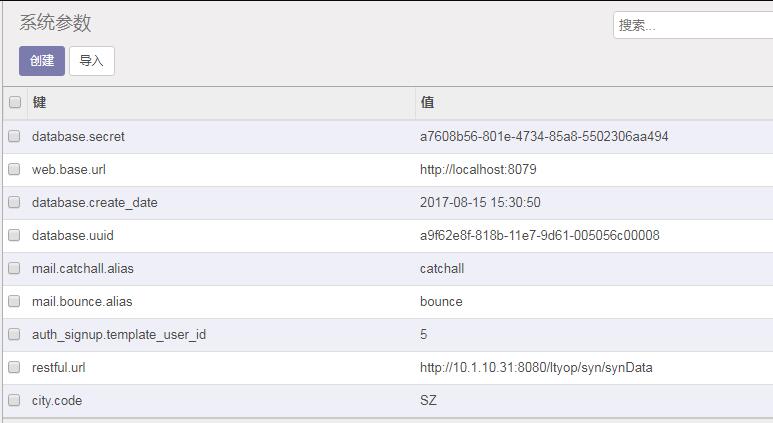 系统参数
搜索...
创建 导入
键 值
database.secret a7608b56-801e-4734-85a8-5502306aa494
web.base.url http://localhost:8079
database.create_date 2017-08-15 15:30:50
database.uuid a9f62e8f-818b-11e7-9d61-005056c00008
mail.catchall.alias catchall
mail.bounce.alias bounce
auth_signup.template_user_id 5
restful.url http://10.1.10.31:8080/ltyop/syn/synData
city.code SZ